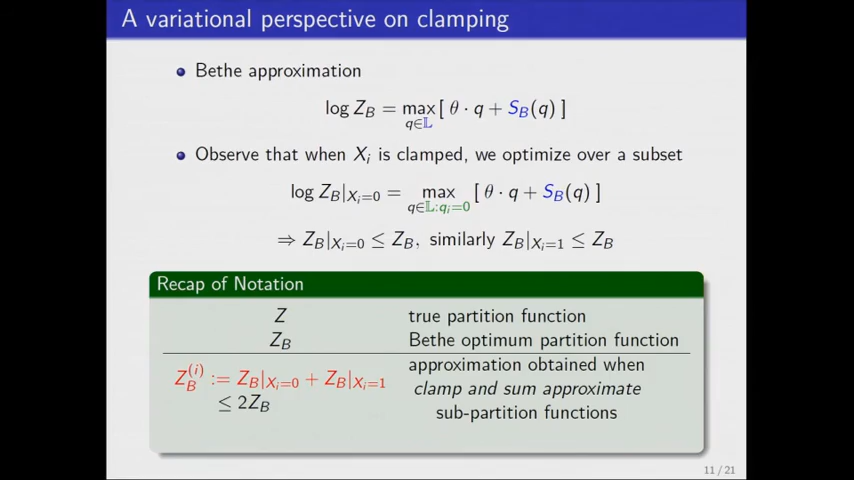 A variational perspective on clamping
Bethe approximation
log Z_B = max_{q∈𝕃} [ θ · q + S_B(q) ]
Observe that when X_i is clamped, we optimize over a subset
log Z_B|_{X_i=0} = max_{q∈𝕃:q_i=0} [ θ · q + S_B(q) ]
⇒ Z_B|_{X_i=0} ≤ Z_B, similarly Z_B|_{X_i=1} ≤ Z_B
Recap of Notation
Z true partition function
Z_B Bethe optimum partition function
Z_B^{(i)} := Z_B|_{X_i=0} + Z_B|_{X_i=1} approximation obtained when
≤ 2Z_B clamp and sum approximate
sub-partition functions
11 / 21